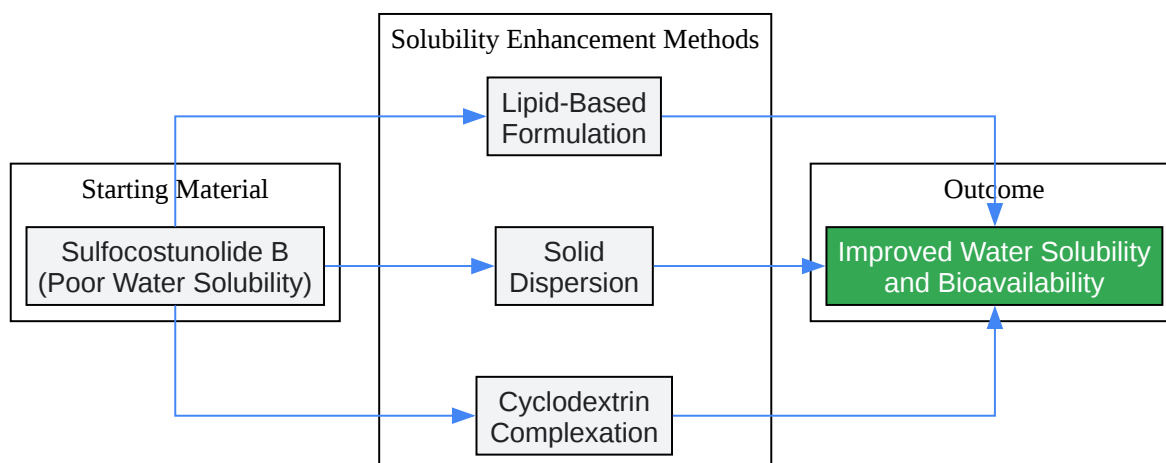 Solubility Enhancement Methods
Lipid-Based
Formulation
Starting Material
Outcome
Sulfocostunolide B
(Poor Water Solubility)
Solid
Dispersion
Improved Water Solubility
and Bioavailability
Cyclodextrin
Complexation